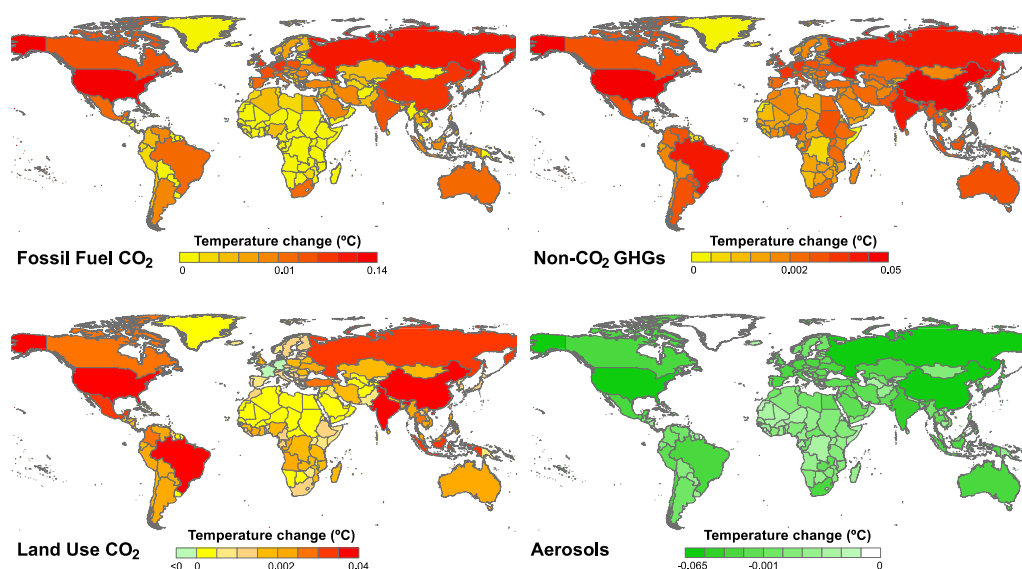 Temperature change (ºC)
Fossil Fuel CO₂
0 0.01 0.14
Temperature change (ºC)
Non-CO₂ GHGs
0 0.002 0.05
Temperature change (ºC)
Land Use CO₂
<0 0 0.002 0.04
Temperature change (ºC)
Aerosols
-0.065 -0.001 0